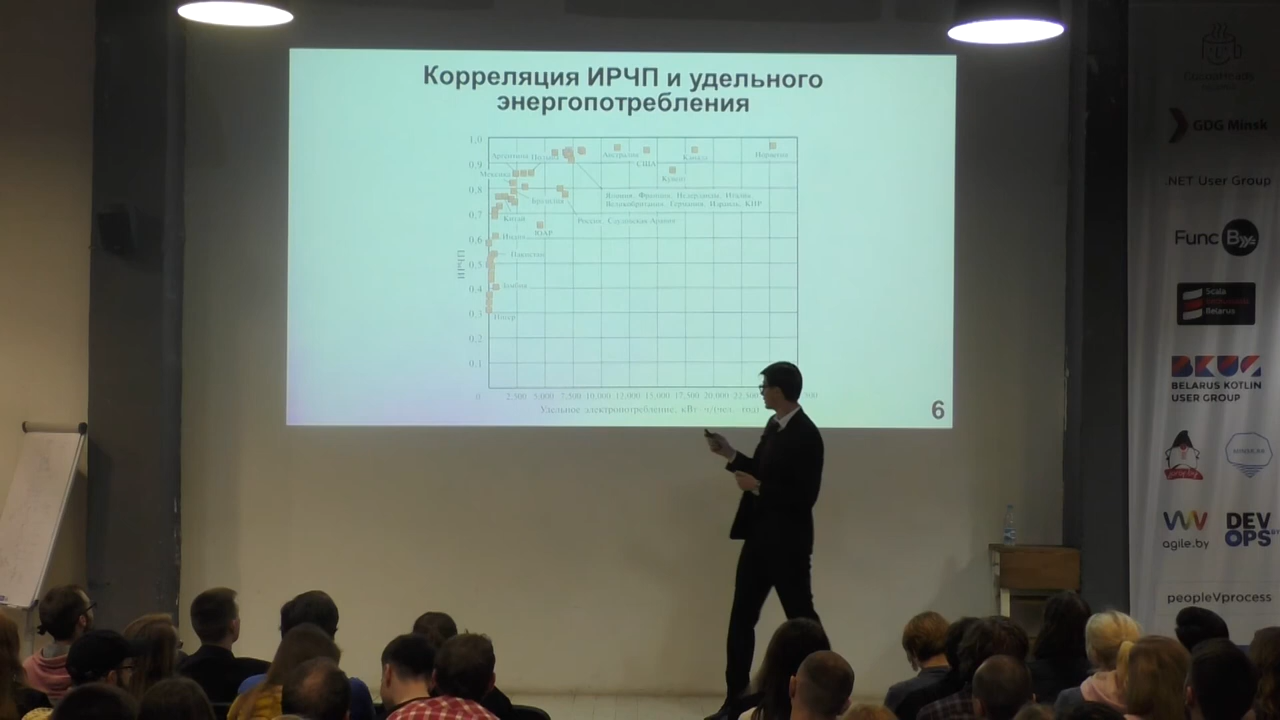 Корреляция ИРЧП и удельного
энергопотребления
1,0
0,9
0,8
0,7
0,6
0,5
0,4
0,3
0,2
0,1
0
ИРЧП
Аргентина
Польша
Мексика
Австралия
США
Канада
Кувейт
Норвегия
Япония, Франция, Нидерланды, Италия,
Великобритания, Германия, Израиль, КНР
Бразилия
Россия, Саудовская Аравия
Китай
ЮАР
Индия
Пакистан
Замбия
Нигер
2,500 5,000 7,500 10,000 12,000 15,000 17,500 20,000 22,500
Удельное электропотребление, кВт·ч/(чел.·год)
6
GDG Minsk
.NET User Group
Func By
Scala
Belarus
BKUG
BELARUS KOTLIN
USER GROUP
agile.by
DEV
OPS
peopleVprocess